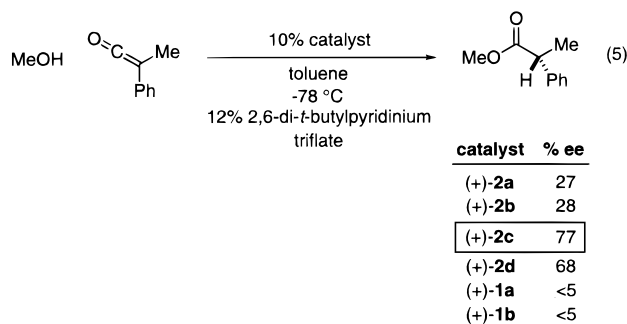 MeOH
O
C
Me
Ph
10% catalyst
toluene
-78 °C
12% 2,6-di-t-butylpyridinium
triflate
O
MeO
Me
H
Ph
(5)
catalyst % ee
(+)-2a 27
(+)-2b 28
(+)-2c 77
(+)-2d 68
(+)-1a <5
(+)-1b <5